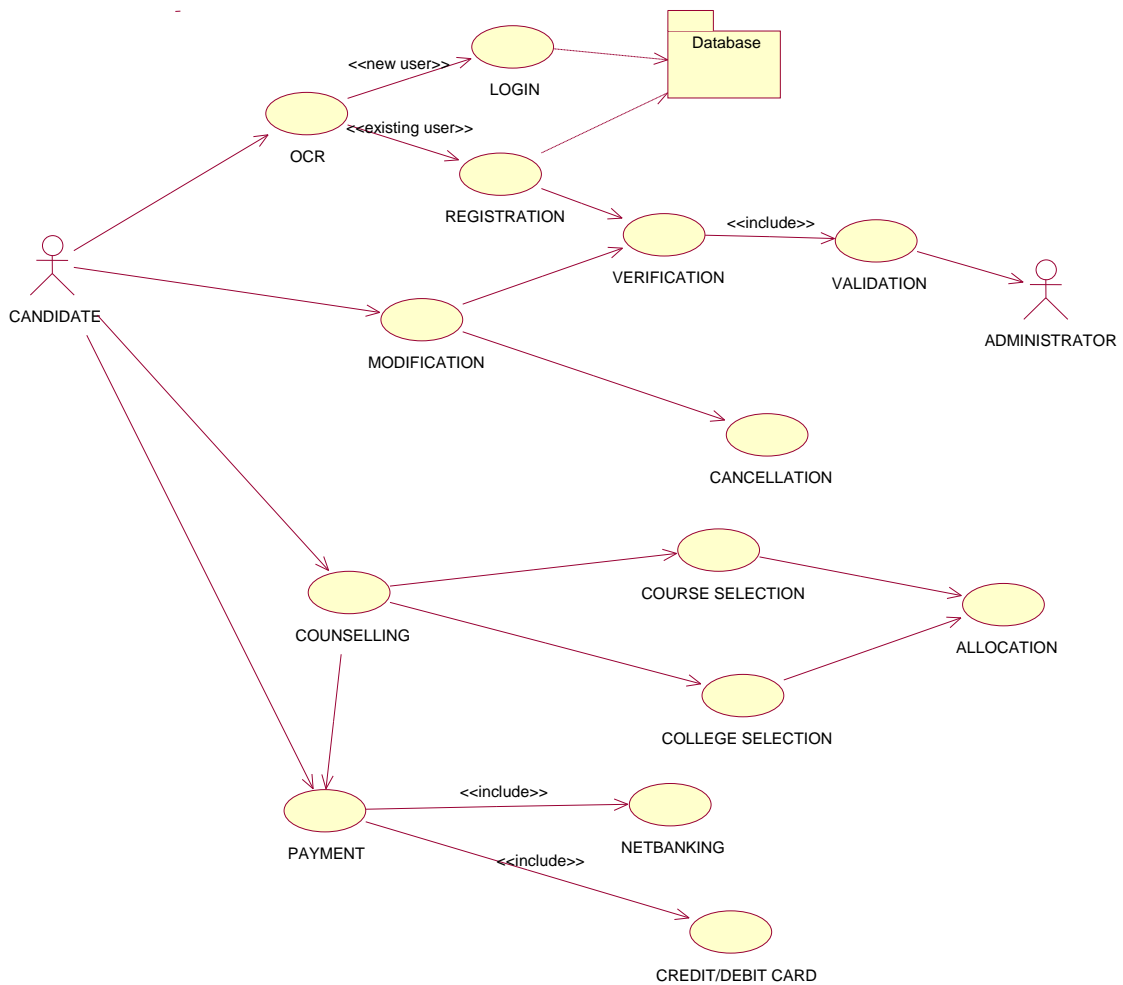 Database
<<new user>>
LOGIN
<<existing user>>
OCR
REGISTRATION
<<include>>
VERIFICATION
VALIDATION
CANDIDATE
ADMINISTRATOR
MODIFICATION
CANCELLATION
COURSE SELECTION
COUNSELLING
ALLOCATION
COLLEGE SELECTION
<<include>>
NETBANKING
PAYMENT
<<include>>
CREDIT/DEBIT CARD